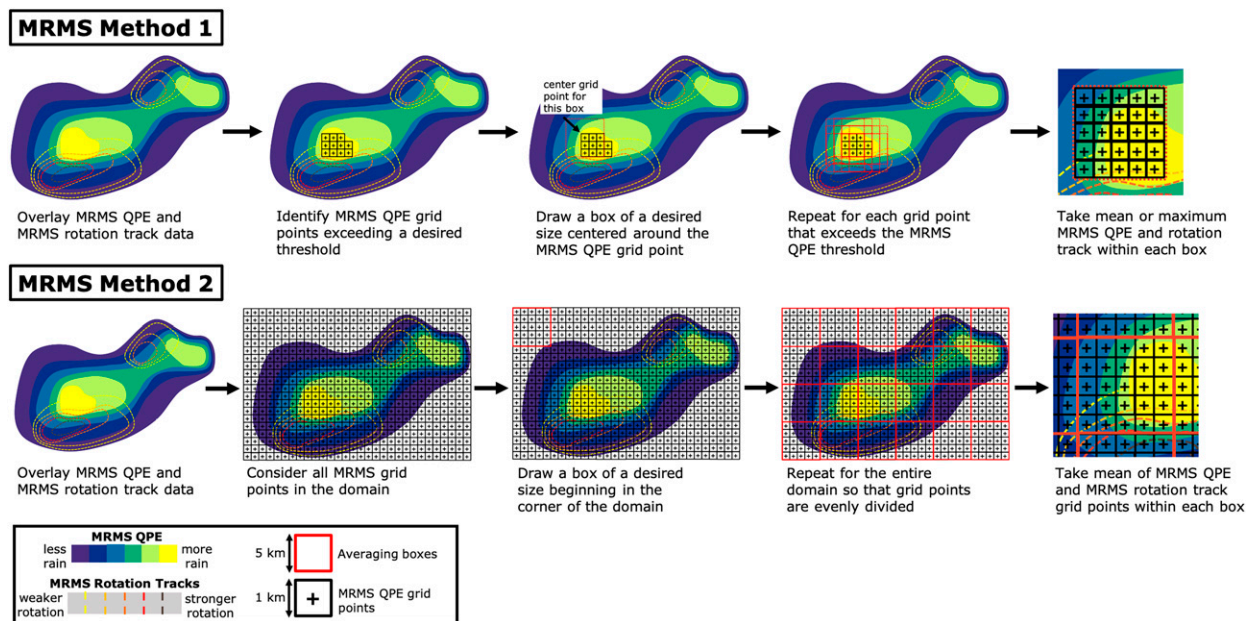 MRMS Method 1
center grid
point for
this box
Overlay MRMS QPE and
MRMS rotation track data
Identify MRMS QPE grid
points exceeding a desired
threshold
Draw a box of a desired
size centered around the
MRMS QPE grid point
Repeat for each grid point
that exceeds the MRMS
QPE threshold
Take mean or maximum
MRMS QPE and rotation
track within each box
MRMS Method 2
Overlay MRMS QPE and
MRMS rotation track data
Consider all MRMS grid
points in the domain
Draw a box of a desired
size beginning in the
corner of the domain
Repeat for the entire
domain so that grid points
are evenly divided
Take mean of MRMS QPE
and MRMS rotation track
grid points within each box
MRMS QPE
less
rain
more
rain
MRMS Rotation Tracks
weaker
rotation
stronger
rotation
5 km
Averaging boxes
1 km
MRMS QPE grid
points